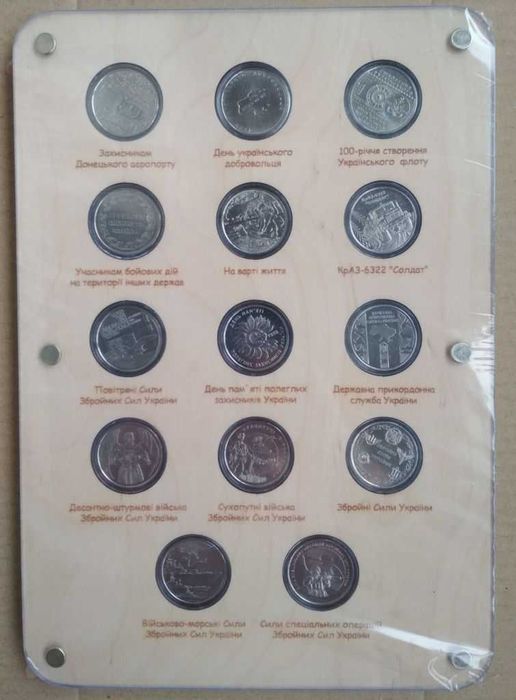 Захисникам
Донецького аеропорту
День українського
добровольця
100-річчя створення
Українського флоту
Учасникам бойових дій
на території інших держав
На варті життя
КрАЗ-6322 "Солдат"
ДЕНЬ ПАМ'ЯТІ
Повітряні Сили
Збройних Сил України
День пам'яті полеглих
захисників України
Державна прикордонна
служба України
Десантно-штурмові війська
Збройних Сил України
Сухопутні війська
Збройних Сил України
Збройні Сили України
Військово-морські Сили
Збройних Сил України
Сили спеціальних операцій
Збройних Сил України